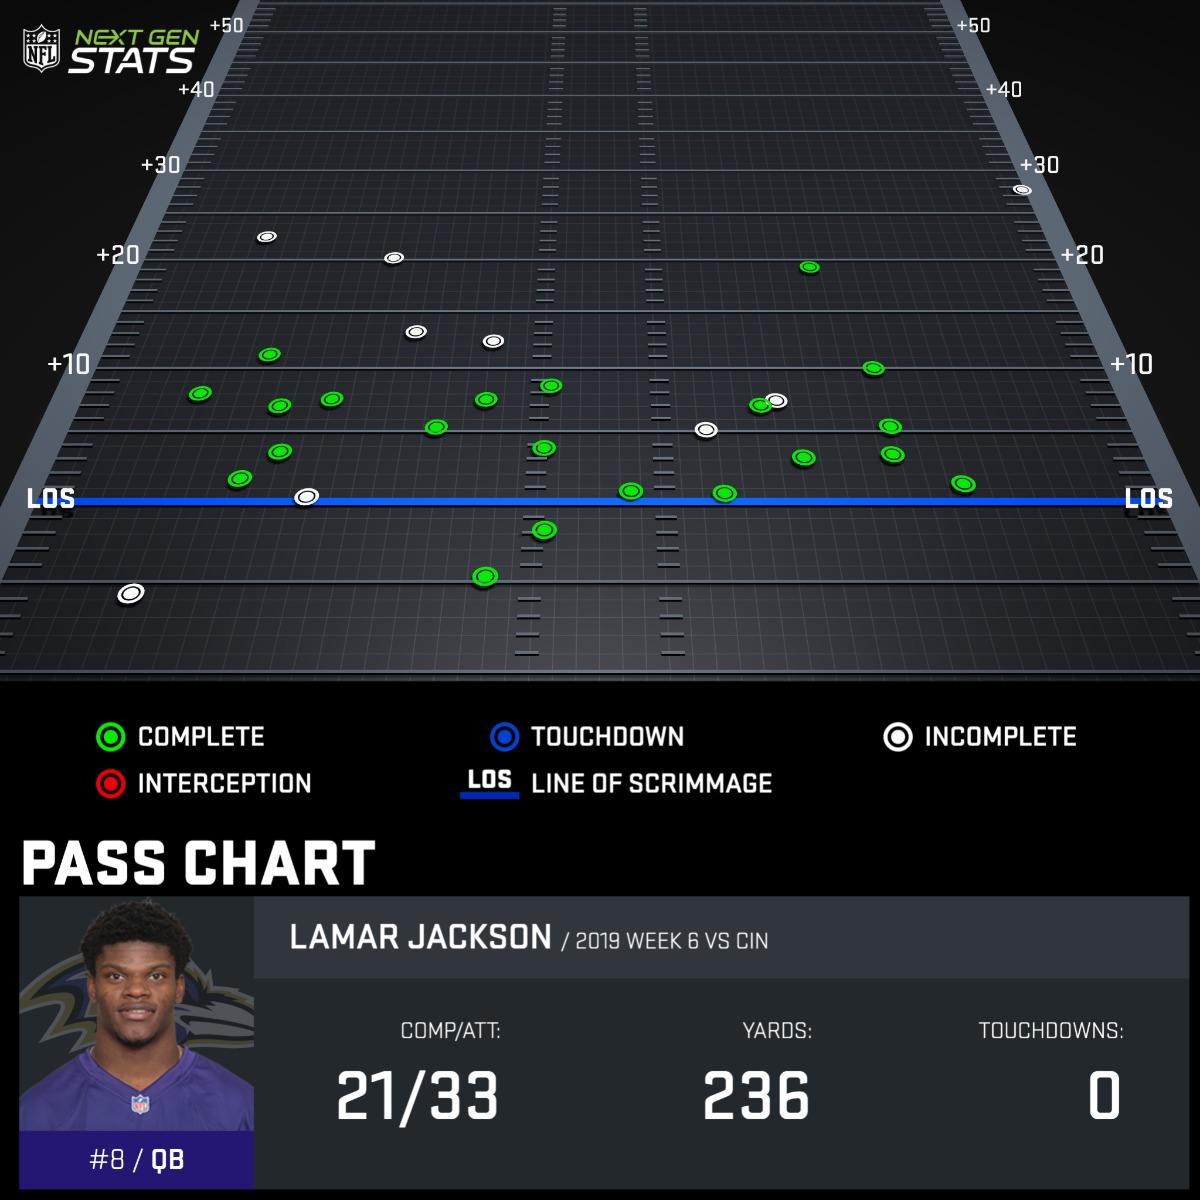 NFL NEXT GEN
STATS
+50 +50
+40 +40
+30 +30
+20 +20
+10 +10
LOS LOS
COMPLETE TOUCHDOWN INCOMPLETE
INTERCEPTION LOS LINE OF SCRIMMAGE
PASS CHART
LAMAR JACKSON / 2019 WEEK 6 VS CIN
COMP/ATT: YARDS: TOUCHDOWNS:
21/33 236 0
#8 / QB